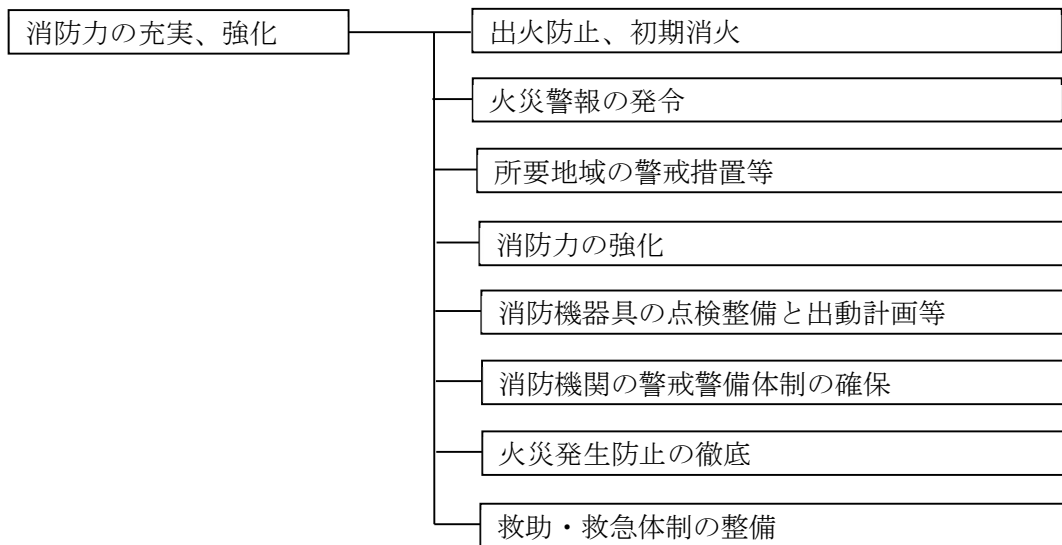 消防力の充実、強化
出火防止、初期消火
火災警報の発令
所要地域の警戒措置等
消防力の強化
消防機器具の点検整備と出動計画等
消防機関の警戒警備体制の確保
火災発生防止の徹底
救助・救急体制の整備